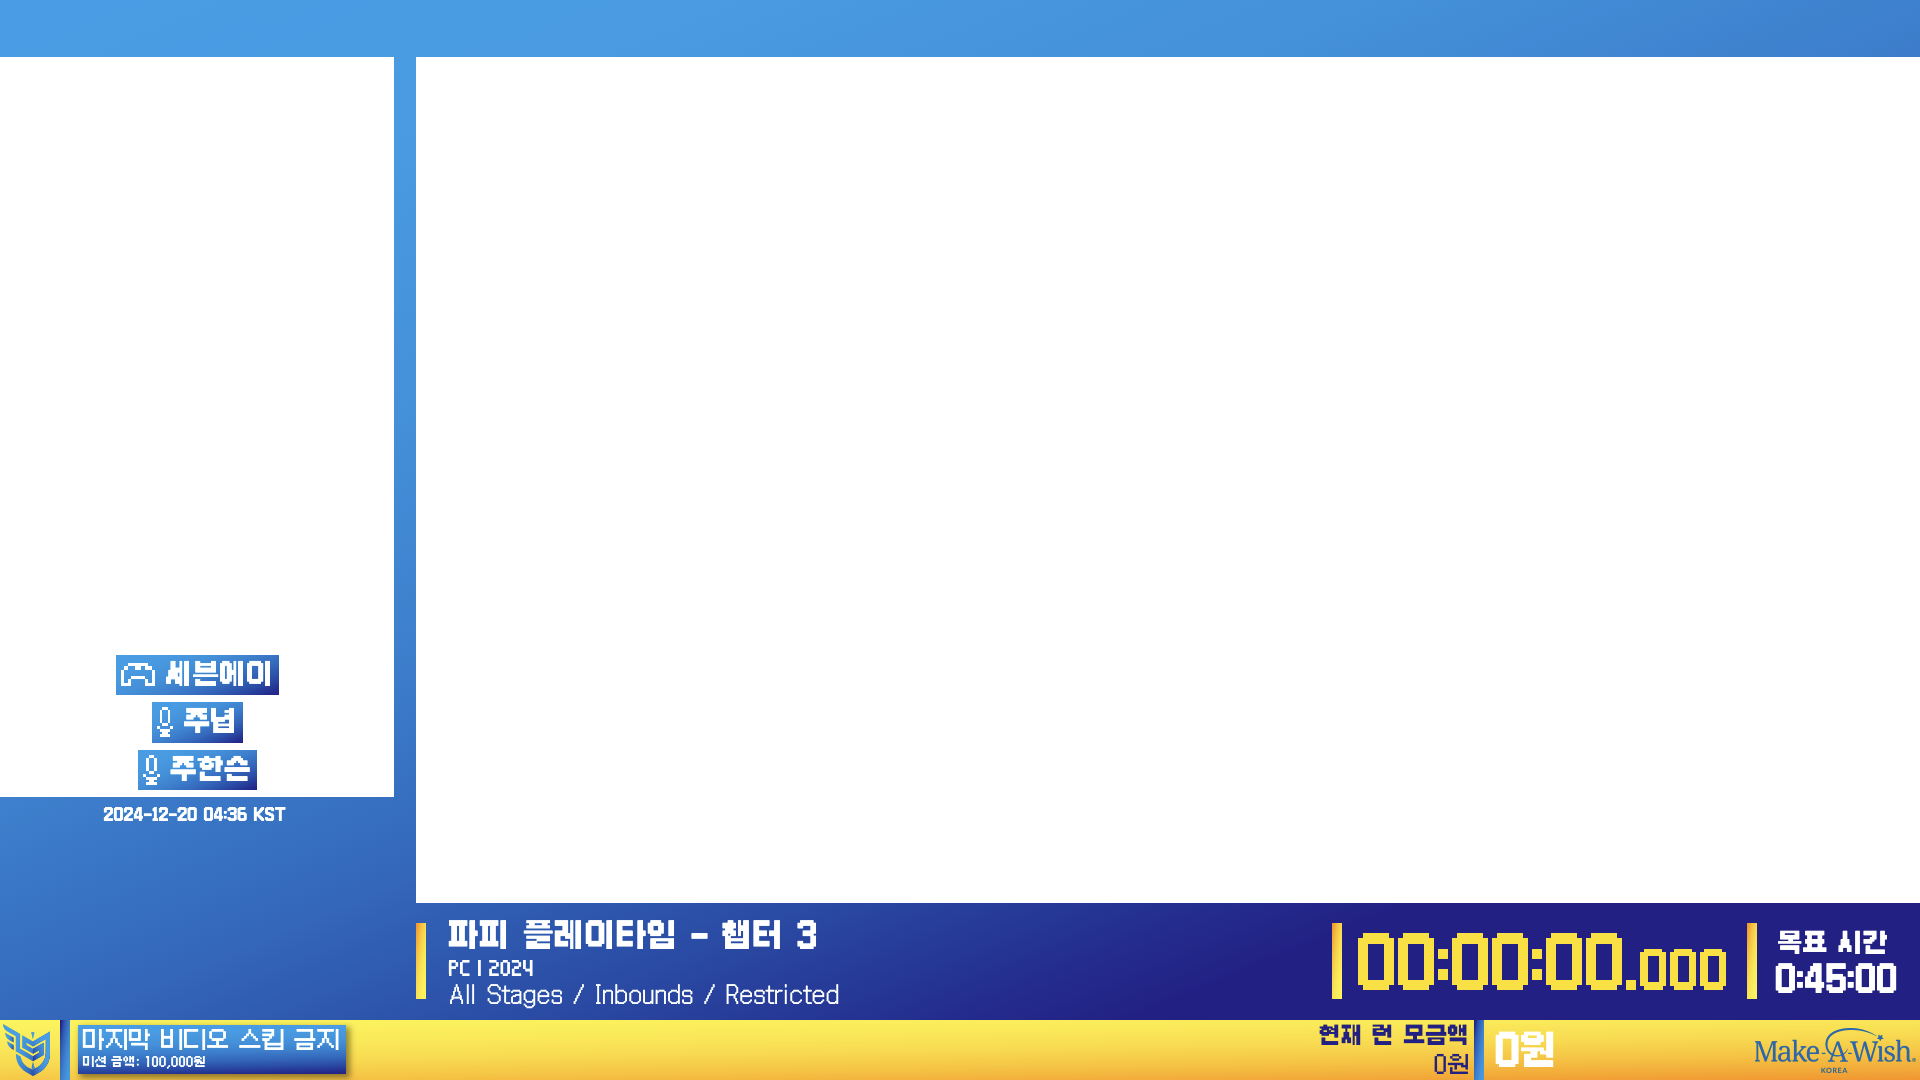 세븐에이
주넙
주한슨
2024-12-20 04:36 KST
파피 플레이타임 - 챕터 3
PC | 2024
All Stages / Inbounds / Restricted
00:00:00.000
목표 시간
0:45:00
마지막 비디오 스킵 금지
미션 금액: 100,000원
현재 런 모금액
0원
0원
Make-A-Wish.
KOREA